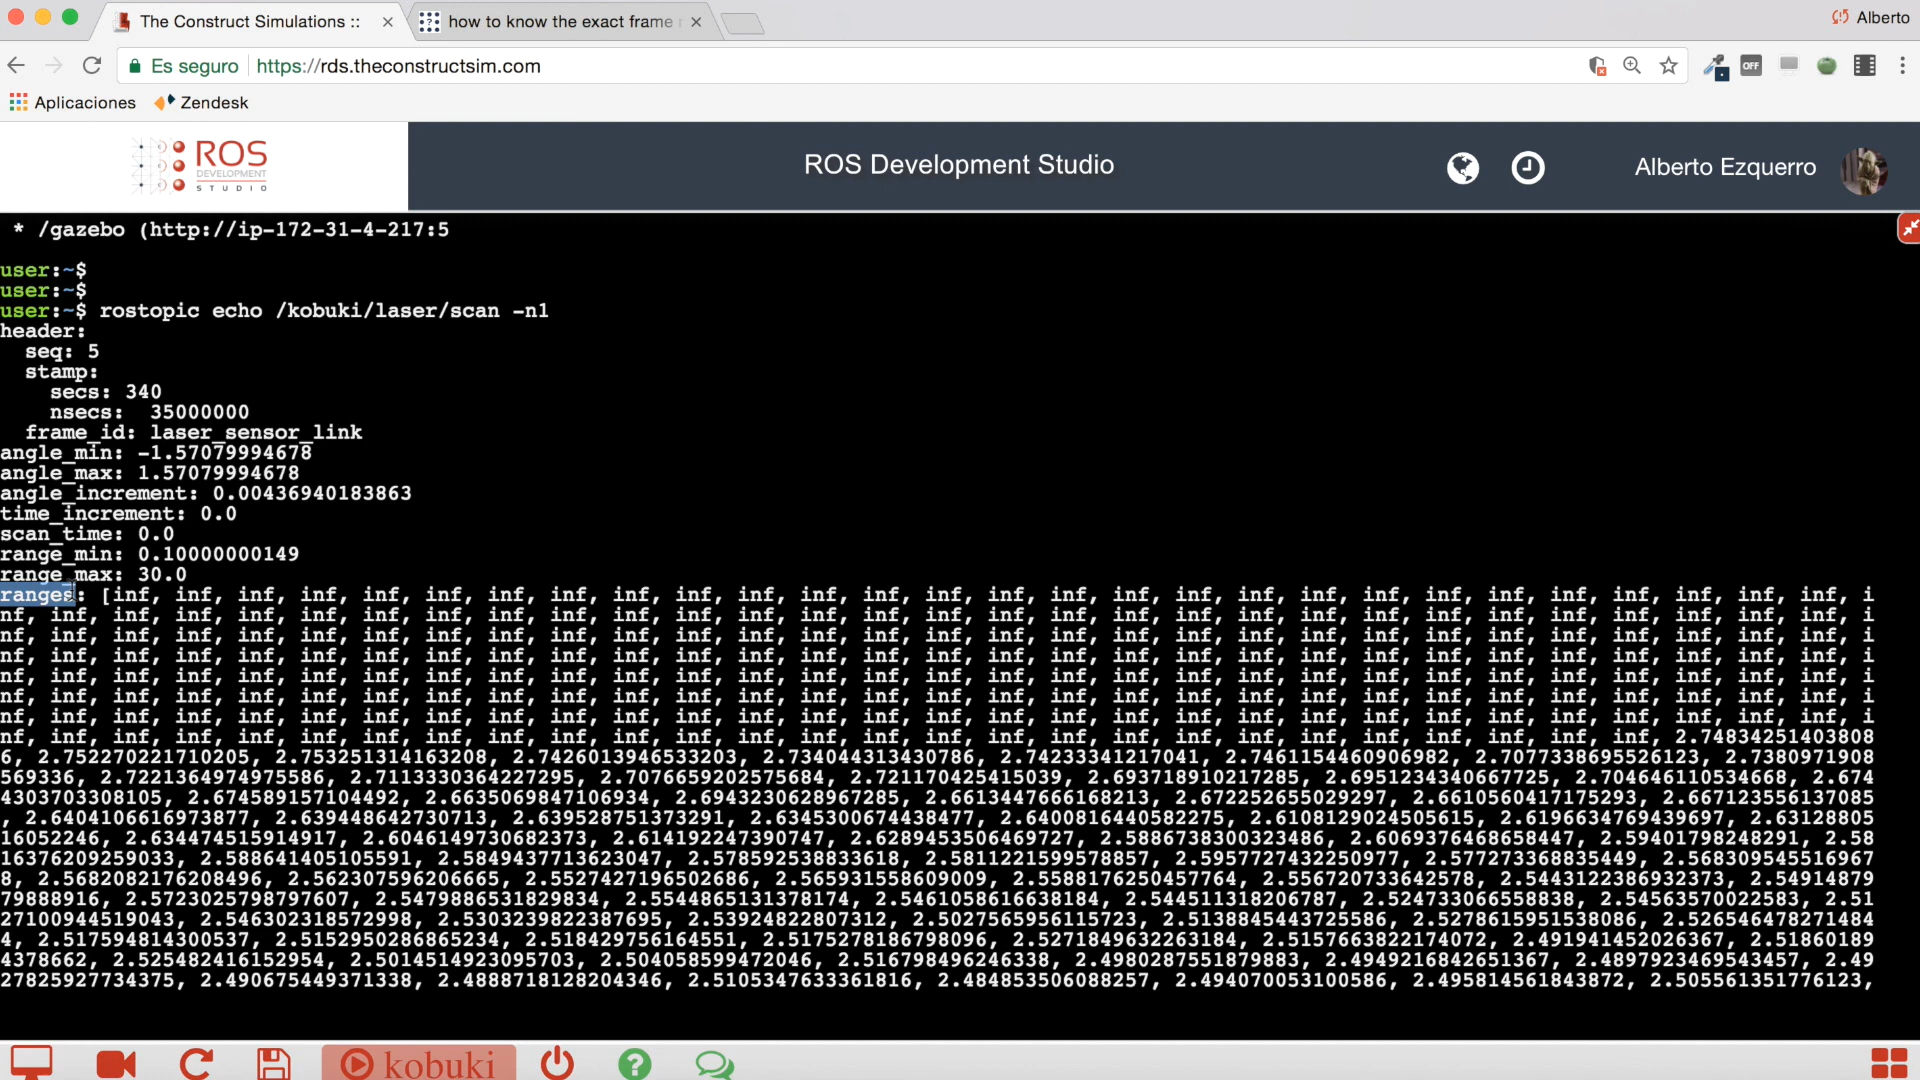 The Construct Simulations ::
how to know the exact frame
Alberto
Es seguro
https://rds.theconstructsim.com
OFF
Aplicaciones
Zendesk
ROS
DEVELOPMENT
STUDIO
ROS Development Studio
Alberto Ezquerro
* /gazebo (http://ip-172-31-4-217:5
user:~$
user:~$
user:~$ rostopic echo /kobuki/laser/scan -n1
header:
seq: 5
stamp:
secs: 340
nsecs:  35000000
frame_id: laser_sensor_link
angle_min: -1.57079994678
angle_max: 1.57079994678
angle_increment: 0.00436940183863
time_increment: 0.0
scan_time: 0.0
range_min: 0.10000000149
range_max: 30.0
ranges: [inf, inf, inf, inf, inf, inf, inf, inf, inf, inf, inf, inf, inf, inf, inf, inf, inf, inf, inf, inf, inf, inf, inf, inf, inf, inf, inf, inf, i
nf, inf, inf, inf, inf, inf, inf, inf, inf, inf, inf, inf, inf, inf, inf, inf, inf, inf, inf, inf, inf, inf, inf, inf, inf, inf, inf, inf, inf, inf, i
nf, inf, inf, inf, inf, inf, inf, inf, inf, inf, inf, inf, inf, inf, inf, inf, inf, inf, inf, inf, inf, inf, inf, inf, inf, inf, inf, inf, inf, inf, i
nf, inf, inf, inf, inf, inf, inf, inf, inf, inf, inf, inf, inf, inf, inf, inf, inf, inf, inf, inf, inf, inf, inf, inf, inf, inf, inf, inf, inf, inf, i
nf, inf, inf, inf, inf, inf, inf, inf, inf, inf, inf, inf, inf, inf, inf, inf, inf, inf, inf, inf, inf, inf, inf, inf, inf, inf, inf, inf, inf, inf, i
nf, inf, inf, inf, inf, inf, inf, inf, inf, inf, inf, inf, inf, inf, inf, inf, inf, inf, inf, inf, inf, inf, inf, inf, inf, inf, inf, inf, inf, inf, i
nf, inf, inf, inf, inf, inf, inf, inf, inf, inf, inf, inf, inf, inf, inf, inf, inf, inf, inf, inf, inf, inf, inf, inf, inf, inf, inf, inf, inf, inf, i
nf, inf, inf, inf, inf, inf, inf, inf, inf, inf, inf, inf, inf, inf, inf, inf, inf, inf, inf, inf, inf, inf, inf, inf, inf, inf, inf, 2.74834251403808
6, 2.752270221710205, 2.753251314163208, 2.742601394653​3203, 2.734044313430786, 2.742333341217041, 2.7461154460906982, 2.7077338695526123, 2.7380971908
569336, 2.7221364974975586, 2.7113330364227295, 2.7076659202575684, 2.721170425415039, 2.693718910217285, 2.6951234340667725, 2.704646110534668, 2.674
4303703308105, 2.674589157104492, 2.6635069847106934, 2.6943230628967285, 2.6613447666168213, 2.672252655029297, 2.6610560417175293, 2.667123556137085
, 2.6404106616973877, 2.639448642730713, 2.639528751373291, 2.6345300674438477, 2.6400816440582275, 2.6108129024505615, 2.6196634769439697, 2.63128805
16052246, 2.634474515914917, 2.6046149730682373, 2.614192247390747, 2.6289453506469727, 2.5886738300323486, 2.6069376468658447, 2.594017982482​91, 2.58
16376209259033, 2.588641405105591, 2.5849437713623047, 2.578592538833618, 2.5811221599578857, 2.5957727432250977, 2.577273368835449, 2.568309545516967
8, 2.5682082176208496, 2.562307596206665, 2.5527427196502686, 2.565931558609009, 2.5588176250457764, 2.556720733642578, 2.5443122386932373, 2.54914879
79888916, 2.5723025798797607, 2.5479886531829834, 2.5544865131378174, 2.5461058616638184, 2.544511318206787, 2.524733066558838, 2.54563570022583, 2.51
271009445​19043, 2.546302318572998, 2.5303239822387695, 2.53924822807312, 2.5027565956115723, 2.5138845443725586, 2.5278615951538086, 2.526546478271484
4, 2.517594814300537, 2.5152950286865234, 2.518429756164551, 2.5175278186798096, 2.5271849632263184, 2.5157663822174072, 2.491941452026367, 2.51860189
4378662, 2.525482416152954, 2.5014514923095703, 2.504058599472046, 2.516798496246338, 2.4980287551879883, 2.4949216842651367, 2.4897923469543457, 2.49
27825927734375, 2.490675449371338, 2.4888718128204346, 2.5105347633361816, 2.484853506088257, 2.494070053100586, 2.495814561843872, 2.505561351776123,
kobuki